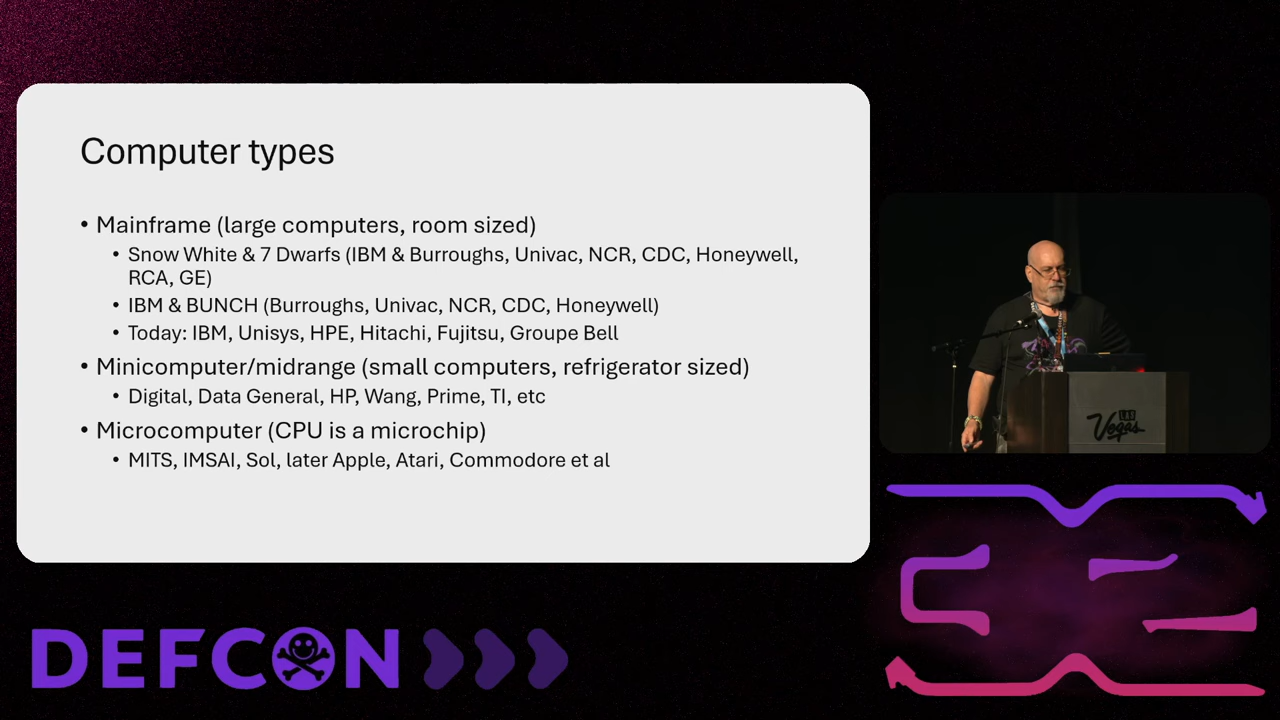 Computer types
• Mainframe (large computers, room sized)
• Snow White & 7 Dwarfs (IBM & Burroughs, Univac, NCR, CDC, Honeywell,
RCA, GE)
• IBM & BUNCH (Burroughs, Univac, NCR, CDC, Honeywell)
• Today: IBM, Unisys, HPE, Hitachi, Fujitsu, Groupe Bell
• Minicomputer/midrange (small computers, refrigerator sized)
• Digital, Data General, HP, Wang, Prime, TI, etc
• Microcomputer (CPU is a microchip)
• MITS, IMSAI, Sol, later Apple, Atari, Commodore et al
Vegas
DEFCON